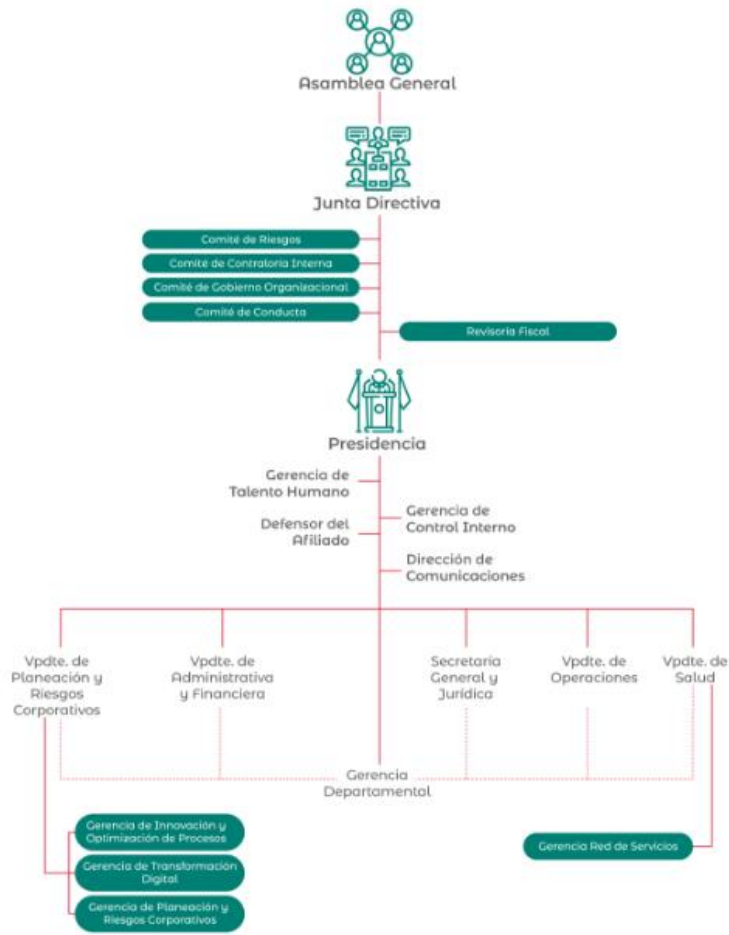 Asamblea General
Junta Directiva
Comité de Riesgos
Comité de Contraloría Interna
Comité de Gobierno Organizacional
Comité de Conducta
Revisoría Fiscal
Presidencia
Gerencia de
Talento Humano
Gerencia de
Control Interno
Defensor del
Afiliado
Dirección de
Comunicaciones
Vpdte. de
Planeación y
Riesgos
Corporativos
Vpdte. de
Administrativa
y Financiera
Secretaría
General y
Jurídica
Vpdte. de
Operaciones
Vpdte. de
Salud
Gerencia
Departamental
Gerencia de Innovación y
Optimización de Procesos
Gerencia de Transformación
Digital
Gerencia de Planeación y
Riesgos Corporativos
Gerencia Red de Servicios